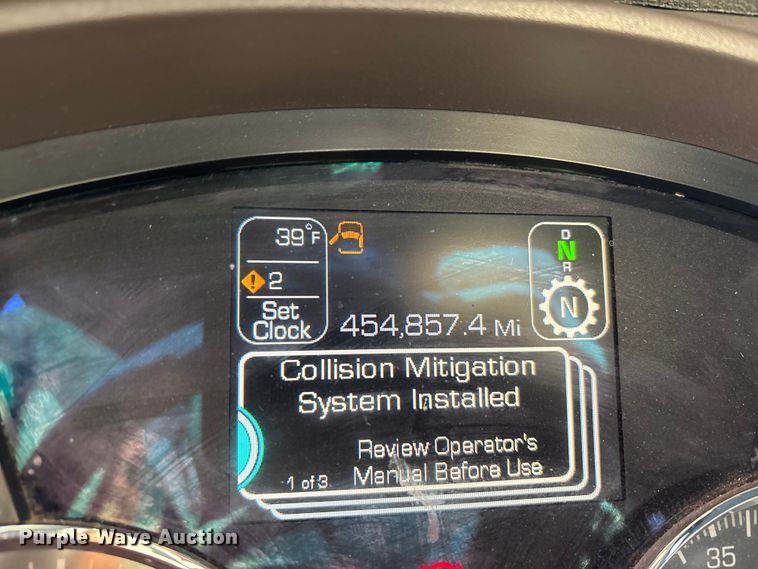 39°F
2
Set
Clock
D
N
R
N
454,857.4 Mi
Collision Mitigation
System Installed
Review Operator's
1 of 3 Manual Before Use
35
Purple Wave Auction